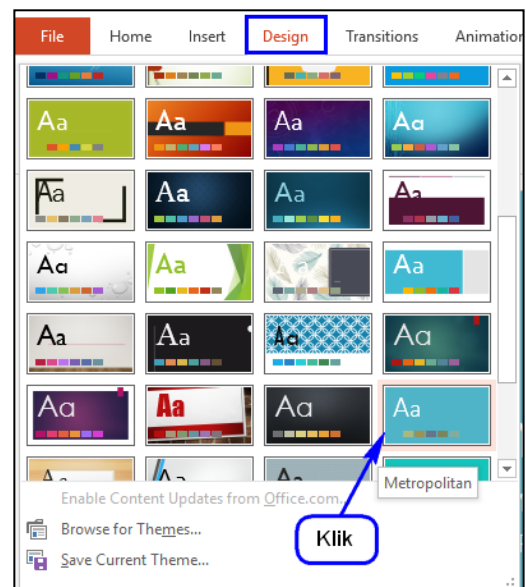 File Home Insert Design Transitions Animation
Aa Aa Aa Aa
Aa Aa Aa Aa
Aa Aa Aa
Aa Aa Aa Aa
Aa Aa Aa Aa
Metropolitan
Enable Content Updates from Office.com...
Klik
Browse for Themes...
Save Current Theme...